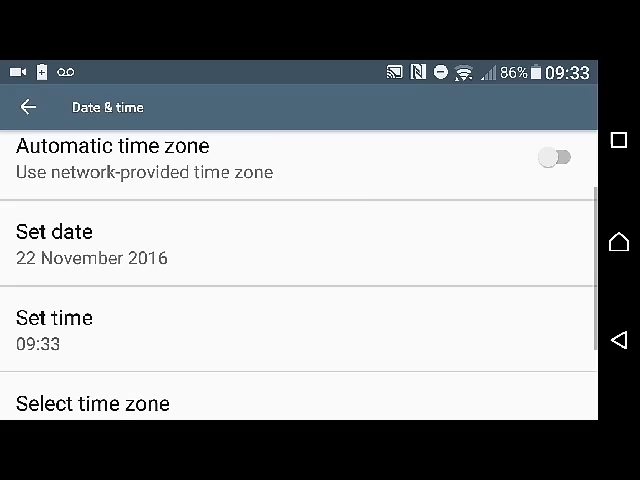 86% 09:33
Date & time
Automatic time zone
Use network-provided time zone
Set date
22 November 2016
Set time
09:33
Select time zone